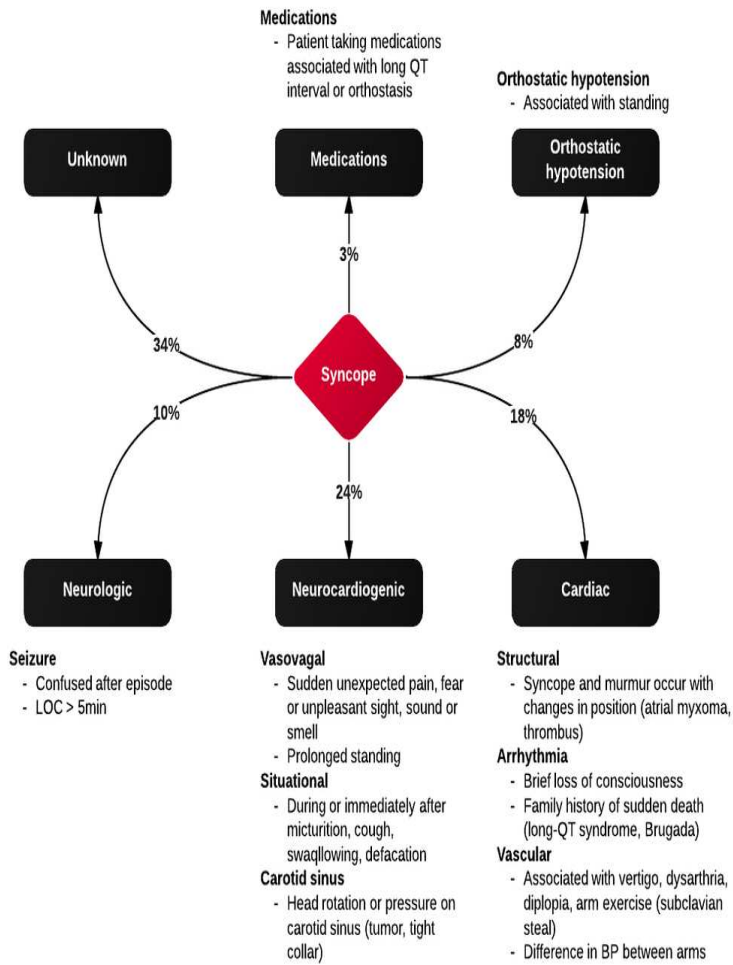 Medications
- Patient taking medications
associated with long QT
interval or orthostasis
Orthostatic hypotension
- Associated with standing
Unknown
Medications
Orthostatic
hypotension
3%
34%
8%
Syncope
10%
18%
24%
Neurologic
Neurocardiogenic
Cardiac
Seizure
- Confused after episode
- LOC > 5min
Vasovagal
- Sudden unexpected pain, fear
or unpleasant sight, sound or
smell
- Prolonged standing
Situational
- During or immediately after
micturition, cough,
swaqllowing, defacation
Carotid sinus
- Head rotation or pressure on
carotid sinus (tumor, tight
collar)
Structural
- Syncope and murmur occur with
changes in position (atrial myxoma,
thrombus)
Arrhythmia
- Brief loss of consciousness
- Family history of sudden death
(long-QT syndrome, Brugada)
Vascular
- Associated with vertigo, dysarthria,
diplopia, arm exercise (subclavian
steal)
- Difference in BP between arms